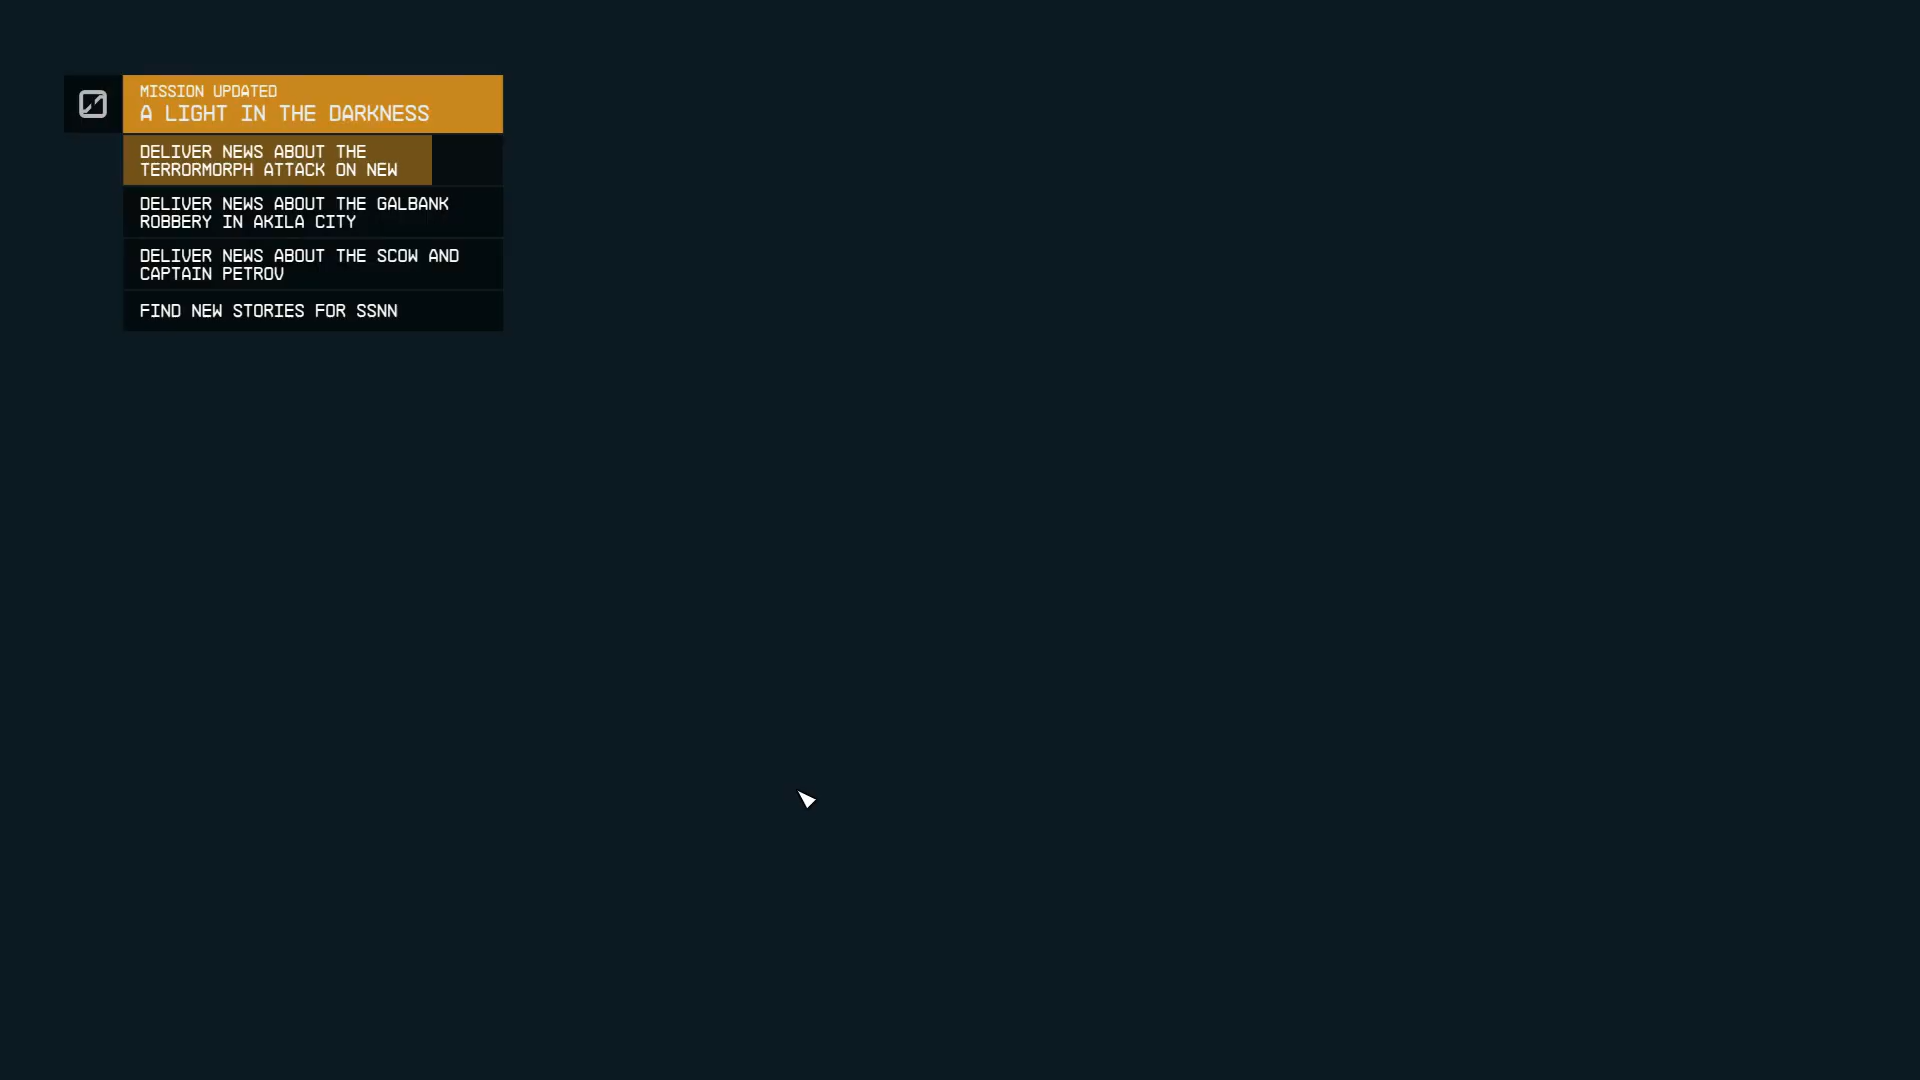 MISSION UPDATED
A LIGHT IN THE DARKNESS
DELIVER NEWS ABOUT THE
TERRORMORPH ATTACK ON NEW
DELIVER NEWS ABOUT THE GALBANK
ROBBERY IN AKILA CITY
DELIVER NEWS ABOUT THE SCOW AND
CAPTAIN PETROV
FIND NEW STORIES FOR SSNN